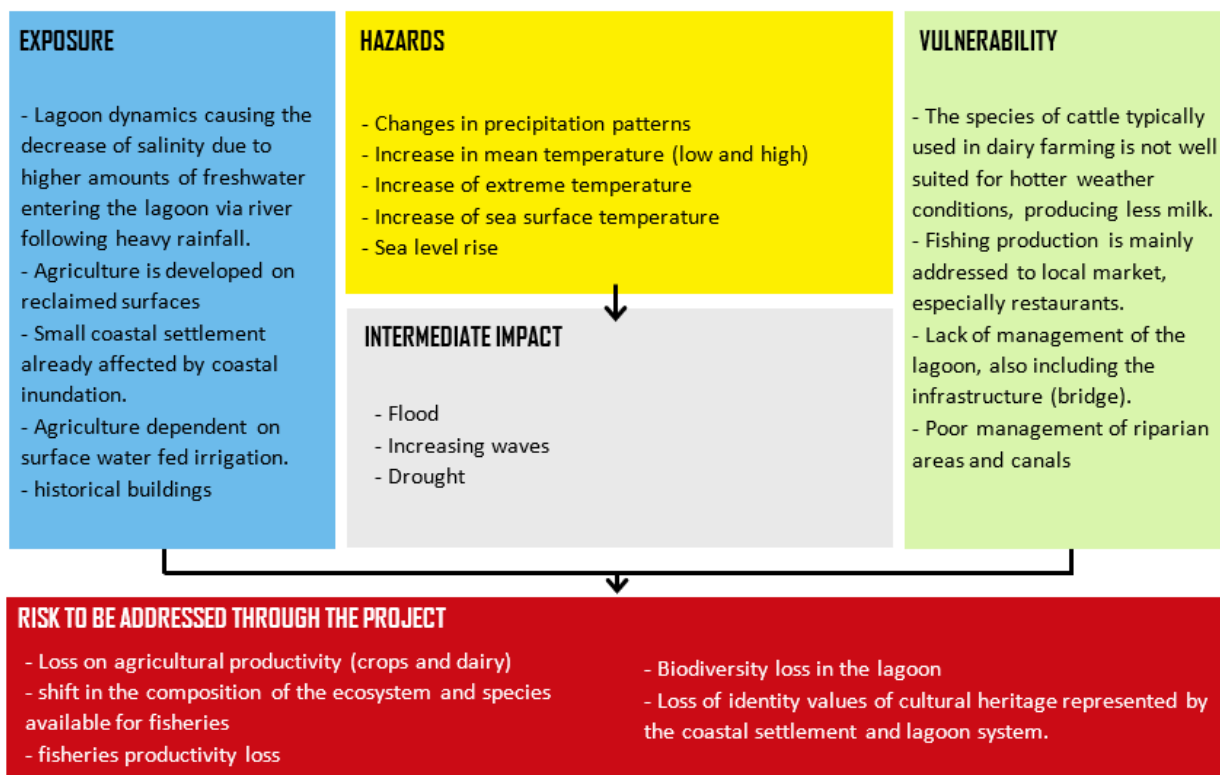 EXPOSURE
- Lagoon dynamics causing the
decrease of salinity due to
higher amounts of freshwater
entering the lagoon via river
following heavy rainfall.
- Agriculture is developed on
reclaimed surfaces
- Small coastal settlement
already affected by coastal
inundation.
- Agriculture dependent on
surface water fed irrigation.
- historical buildings
HAZARDS
- Changes in precipitation patterns
- Increase in mean temperature (low and high)
- Increase of extreme temperature
- Increase of sea surface temperature
- Sea level rise
INTERMEDIATE IMPACT
- Flood
- Increasing waves
- Drought
VULNERABILITY
- The species of cattle typically
used in dairy farming is not well
suited for hotter weather
conditions, producing less milk.
- Fishing production is mainly
addressed to local market,
especially restaurants.
- Lack of management of the
lagoon, also including the
infrastructure (bridge).
- Poor management of riparian
areas and canals
RISK TO BE ADDRESSED THROUGH THE PROJECT
- Loss on agricultural productivity (crops and dairy)
- shift in the composition of the ecosystem and species
available for fisheries
- fisheries productivity loss
- Biodiversity loss in the lagoon
- Loss of identity values of cultural heritage represented by
the coastal settlement and lagoon system.